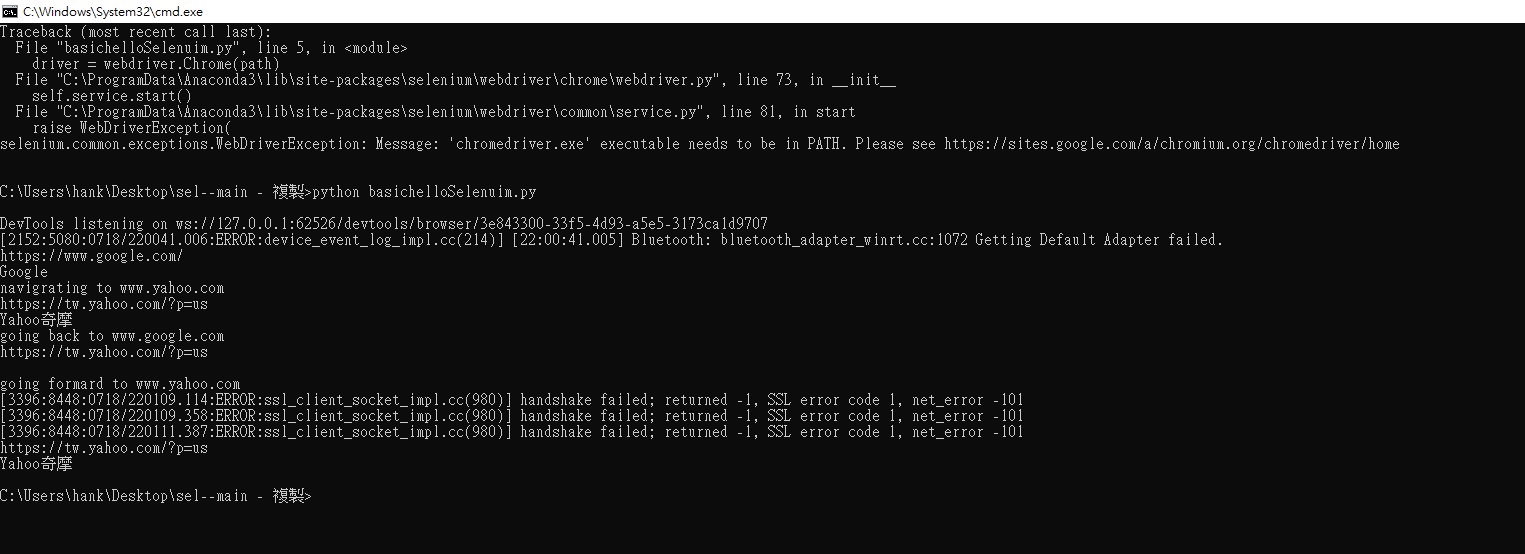 C:\Windows\System32\cmd.exe
Traceback (most recent call last):
File "basichelloSelenuim.py", line 5, in <module>
driver = webdriver.Chrome(path)
File "C:\ProgramData\Anaconda3\lib\site-packages\selenium\webdriver\chrome\webdriver.py", line 73, in __init__
self.service.start()
File "C:\ProgramData\Anaconda3\lib\site-packages\selenium\webdriver\common\service.py", line 81, in start
raise WebDriverException(
selenium.common.exceptions.WebDriverException: Message: 'chromedriver.exe' executable needs to be in PATH. Please see https://sites.google.com/a/chromium.org/chromedriver/home
C:\Users\hank\Desktop\sel--main - 複製>python basichelloSelenuim.py
DevTools listening on ws://127.0.0.1:62526/devtools/browser/3e843300-33f5-4d93-a5e5-3173ca1d9707
[2152:5080:0718/220041.006:ERROR:device_event_log_impl.cc(214)] [22:00:41.005] Bluetooth: bluetooth_adapter_winrt.cc:1072 Getting Default Adapter failed.
https://www.google.com/
Google
navigrating to www.yahoo.com
https://tw.yahoo.com/?p=us
Yahoo奇摩
going back to www.google.com
https://tw.yahoo.com/?p=us
going formard to www.yahoo.com
[3396:8448:0718/220109.114:ERROR:ssl_client_socket_impl.cc(980)] handshake failed; returned -1, SSL error code 1, net_error -101
[3396:8448:0718/220109.358:ERROR:ssl_client_socket_impl.cc(980)] handshake failed; returned -1, SSL error code 1, net_error -101
[3396:8448:0718/220111.387:ERROR:ssl_client_socket_impl.cc(980)] handshake failed; returned -1, SSL error code 1, net_error -101
https://tw.yahoo.com/?p=us
Yahoo奇摩
C:\Users\hank\Desktop\sel--main - 複製>